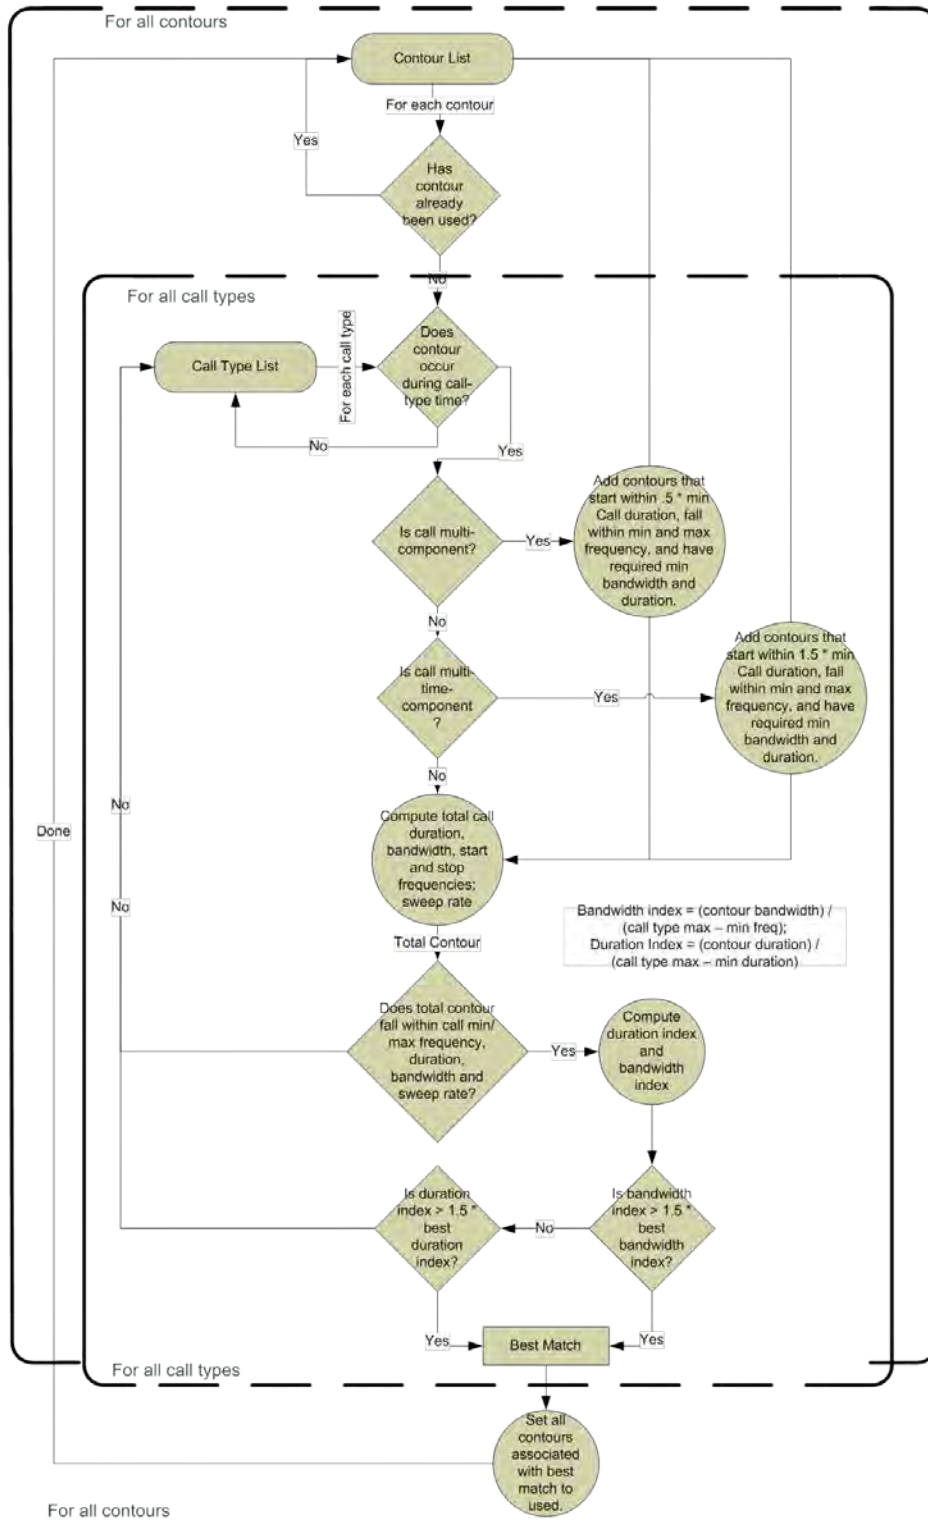 For all contours
Contour List
For each contour
Yes
Has
contour
already
been used?
No
For all call types
Call Type List
For each call type
Does
contour
occur
during call-
type time?
No
Yes
Is call multi-
component?
Yes
Add contours that
start within .5 * min
Call duration, fall
within min and max
frequency, and have
required min
bandwidth and
duration.
No
Is call multi-
time-
component
?
Yes
Add contours that
start within 1.5 * min
Call duration, fall
within min and max
frequency, and have
required min
bandwidth and
duration.
No
No
Done
Compute total call
duration,
bandwidth, start
and stop
frequencies;
sweep rate
No
Bandwidth index = (contour bandwidth) /
(call type max – min freq);
Duration Index = (contour duration) /
(call type max – min duration)
Total Contour
Does total contour
fall within call min/
max frequency,
duration,
bandwidth and
sweep rate?
Yes
Compute
duration index
and
bandwidth
index
Is duration
index > 1.5 *
best
duration
index?
No
Is bandwidth
index > 1.5 *
best
bandwidth
index?
Yes
Best Match
Yes
For all call types
Set all
contours
associated
with best
match to
used.
For all contours